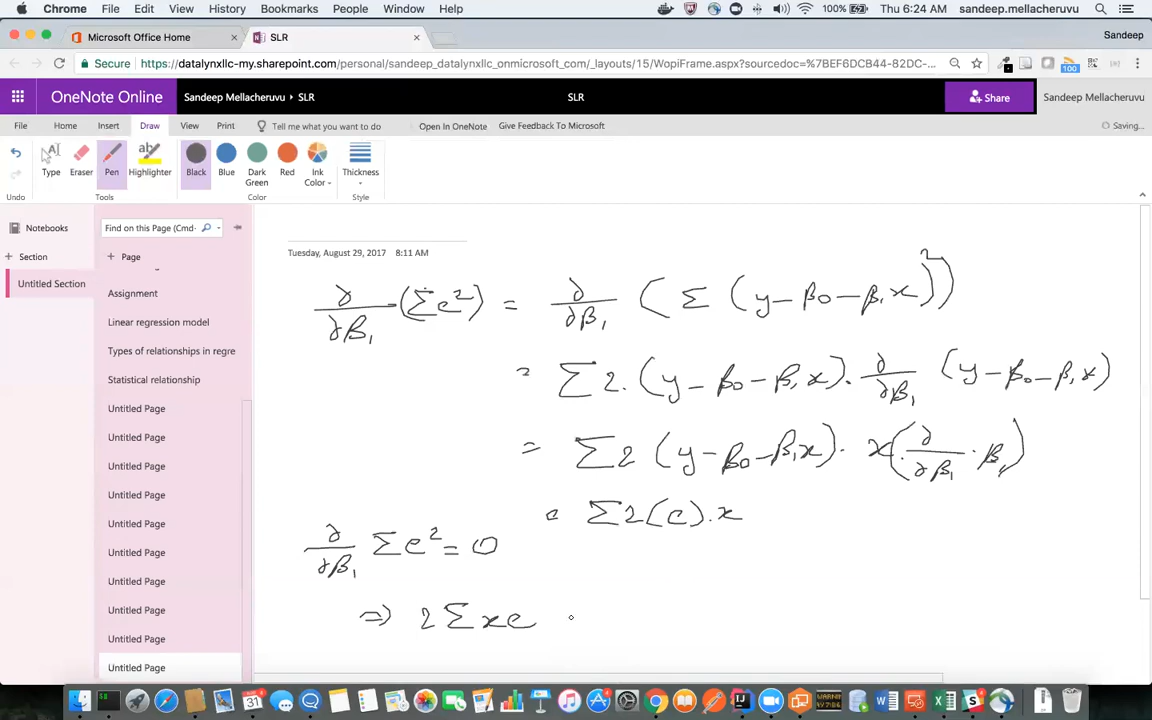 Chrome File Edit View History Bookmarks People Window Help 100% Thu 6:24 AM sandeep.mellacheruvu
Microsoft Office Home × SLR × Sandeep
Secure https://datalynxllc-my.sharepoint.com/personal/sandeep_datalynxllc_onmicrosoft_com/_layouts/15/WopiFrame.aspx?sourcedoc=%7BEF6DCB44-82DC-... 100
OneNote Online Sandeep Mellacheruvu ▸ SLR SLR Share Sandeep Mellacheruvu
File Home Insert Draw View Print Tell me what you want to do Open In OneNote Give Feedback To Microsoft Saving...
Type Eraser Pen Highlighter Black Blue Dark Green Red Ink Color Thickness
Undo Tools Color Style
Notebooks
Find on this Page (Cmd-
+ Section
+ Page
Untitled Section
Assignment
Linear regression model
Types of relationships in regre
Statistical relationship
Untitled Page
Untitled Page
Untitled Page
Untitled Page
Untitled Page
Untitled Page
Untitled Page
Untitled Page
Untitled Page
Untitled Page
Tuesday, August 29, 2017 8:11 AM
∂/∂β₁ (Σe²) = ∂/∂β₁ (Σ (y-β0-β₁x)²)
= Σ2.(y-β0-β₁x). ∂/∂β₁ (y-β0-β₁x)
= Σ2 (y-β0-β₁x). x(∂/∂β₁ . β₁)
= Σ2(e).x
∂/∂β₁ Σe² = 0
⇒ 2Σxe
31